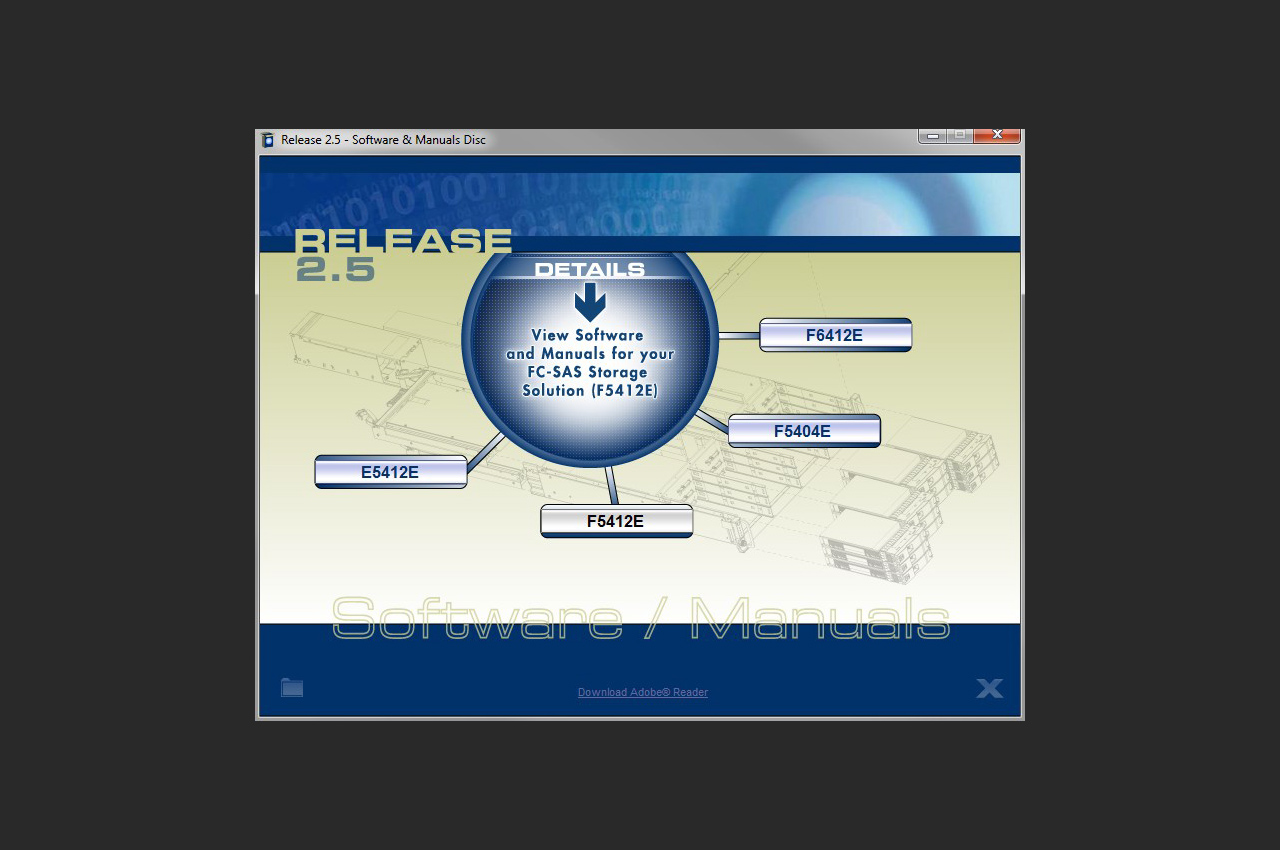 Release 2.5 - Software & Manuals Disc
RELEASE
2.5
DETAILS
View Software
and Manuals for your
FC-SAS Storage
Solution (F5412E)
F6412E
F5404E
E5412E
F5412E
Software / Manuals
Download Adobe® Reader